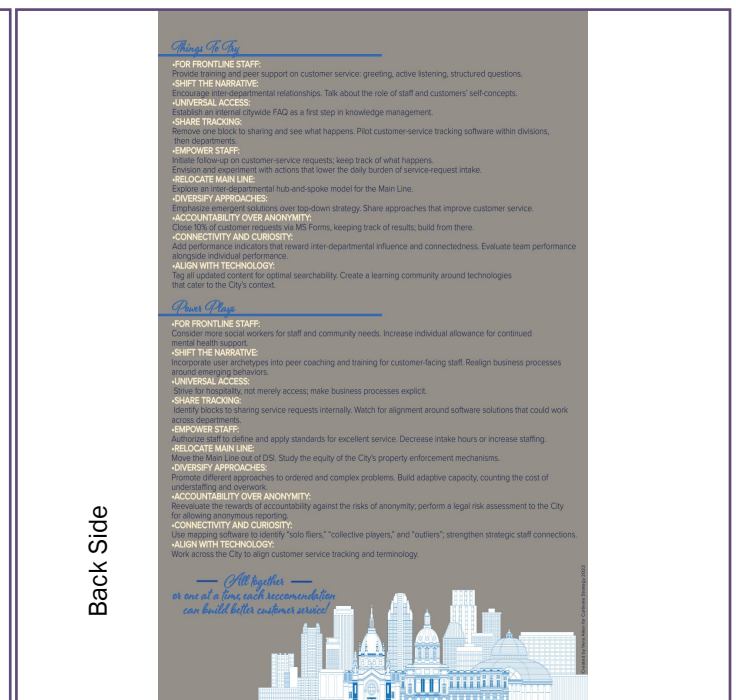 Things To Try
•FOR FRONTLINE STAFF:
Provide training and peer support on customer service: greeting, active listening, structured questions.
•SHIFT THE NARRATIVE:
Encourage inter-departmental relationships. Talk about the role of staff and customers' self-concepts.
•UNIVERSAL ACCESS:
Establish an internal citywide FAQ as a first step in knowledge management.
•SHARE TRACKING:
Remove one block to sharing and see what happens. Pilot customer-service tracking software within divisions,
then departments.
•EMPOWER STAFF:
Initiate follow-up on customer-service requests; keep track of what happens.
Envision and experiment with actions that lower the daily burden of service-request intake.
•RELOCATE MAIN LINE:
Explore an inter-departmental hub-and-spoke model for the Main Line.
•DIVERSIFY APPROACHES:
Emphasize emergent solutions over top-down strategy. Share approaches that improve customer service.
•ACCOUNTABILITY OVER ANONYMITY:
Close 10% of customer requests via MS Forms, keeping track of results; build from there.
•CONNECTIVITY AND CURIOSITY:
Add performance indicators that reward inter-departmental influence and connectedness. Evaluate team performance
alongside individual performance.
•ALIGN WITH TECHNOLOGY:
Tag all updated content for optimal searchability. Create a learning community around technologies
that cater to the City's context.
Power Plays
•FOR FRONTLINE STAFF:
Consider more social workers for staff and community needs. Increase individual allowance for continued
mental health support.
•SHIFT THE NARRATIVE:
Incorporate user archetypes into peer coaching and training for customer-facing staff. Realign business processes
around emerging behaviors.
•UNIVERSAL ACCESS:
Strive for hospitality, not merely access; make business processes explicit.
•SHARE TRACKING:
Identify blocks to sharing service requests internally. Watch for alignment around software solutions that could work
across departments.
•EMPOWER STAFF:
Authorize staff to define and apply standards for excellent service. Decrease intake hours or increase staffing.
•RELOCATE MAIN LINE:
Move the Main Line out of DSI. Study the equity of the City's property enforcement mechanisms.
•DIVERSIFY APPROACHES:
Promote different approaches to ordered and complex problems. Build adaptive capacity, counting the cost of
understaffing and overwork.
•ACCOUNTABILITY OVER ANONYMITY:
Reevaluate the rewards of accountability against the risks of anonymity; perform a legal risk assessment to the City
for allowing anonymous reporting.
•CONNECTIVITY AND CURIOSITY:
Use mapping software to identify "solo fliers," "collective players," and "outliers"; strengthen strategic staff connections.
•ALIGN WITH TECHNOLOGY:
Work across the City to align customer service tracking and terminology.
All together
or one at a time, each reccomendation
can build better customer service!
Back Side